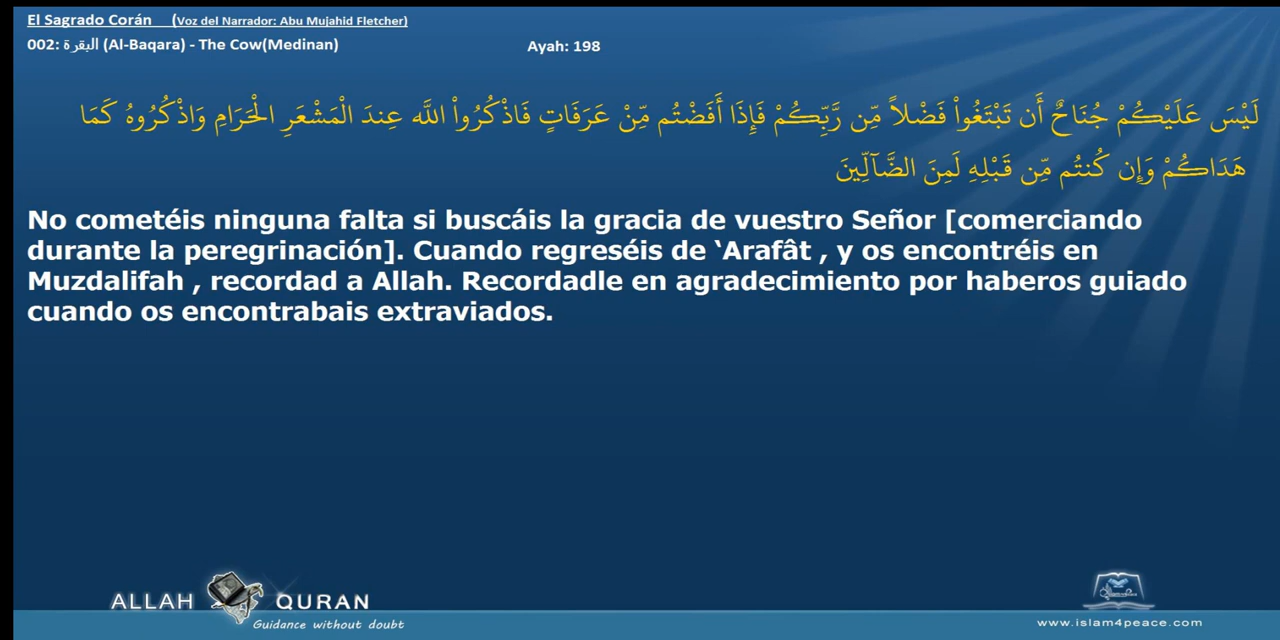 El Sagrado Corán (Voz del Narrador: Abu Mujahid Fletcher)
002: البقرة (Al-Baqara) - The Cow(Medinan) Ayah: 198
لَيْسَ عَلَيْكُمْ جُنَاحٌ أَن تَبْتَغُواْ فَضْلاً مِّن رَّبِّكُمْ فَإِذَا أَفَضْتُم مِّنْ عَرَفَاتٍ فَاذْكُرُواْ اللّه عِندَ الْمَشْعَرِ الْحَرَامِ وَاذْكُرُوهُ كَمَا
هَدَاكُمْ وَإِن كُنتُم مِّن قَبْلِهِ لَمِنَ الضَّآلِّينَ
No cometéis ninguna falta si buscáis la gracia de vuestro Señor [comerciando
durante la peregrinación]. Cuando regreséis de ‘Arafât , y os encontréis en
Muzdalifah , recordad a Allah. Recordadle en agradecimiento por haberos guiado
cuando os encontrabais extraviados.
ALLAH QURAN
Guidance without doubt
www.islam4peace.com